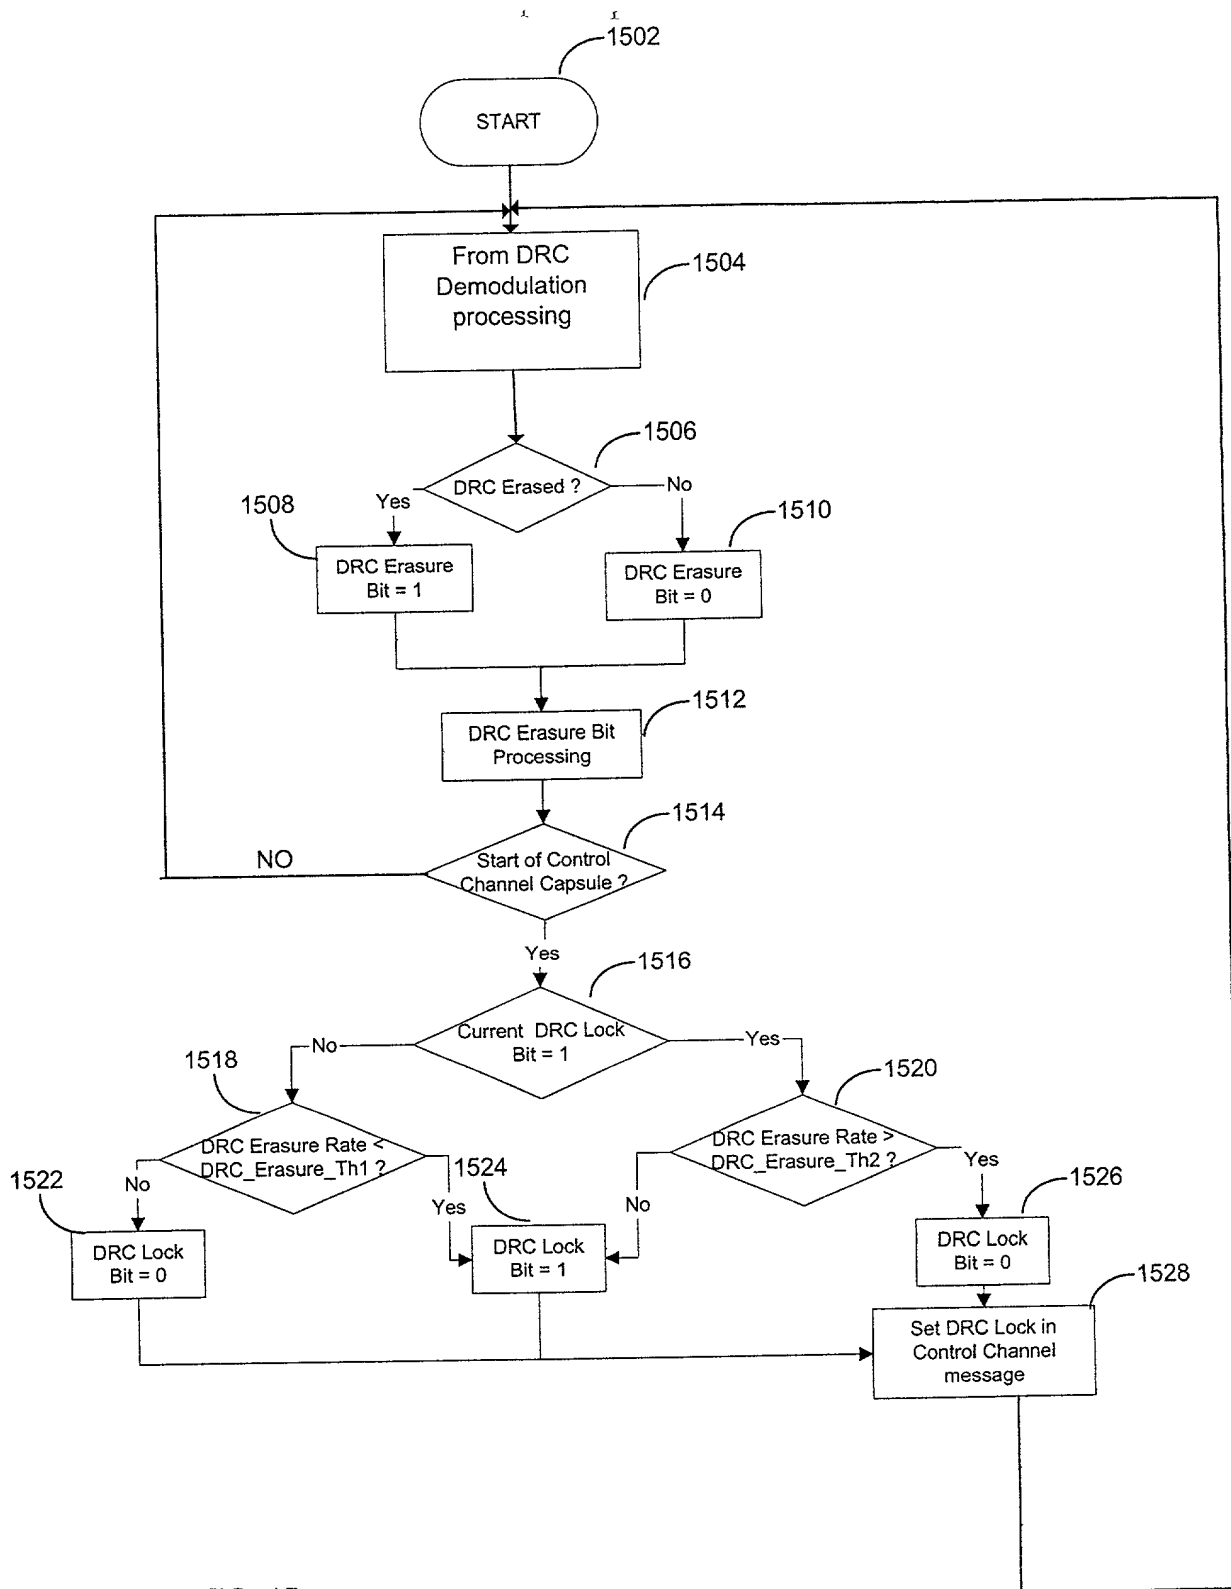 1502
START
From DRC
Demodulation
processing
1504
1506
DRC Erased ?
Yes
No
1508
1510
DRC Erasure
Bit = 1
DRC Erasure
Bit = 0
1512
DRC Erasure Bit
Processing
1514
Start of Control
Channel Capsule ?
NO
Yes
1516
Current DRC Lock
Bit = 1
No
Yes
1518
1520
DRC Erasure Rate <
DRC_Erasure_Th1 ?
DRC Erasure Rate >
DRC_Erasure_Th2 ?
1522
No
Yes
1524
No
Yes
1526
DRC Lock
Bit = 0
DRC Lock
Bit = 1
DRC Lock
Bit = 0
1528
Set DRC Lock in
Control Channel
message